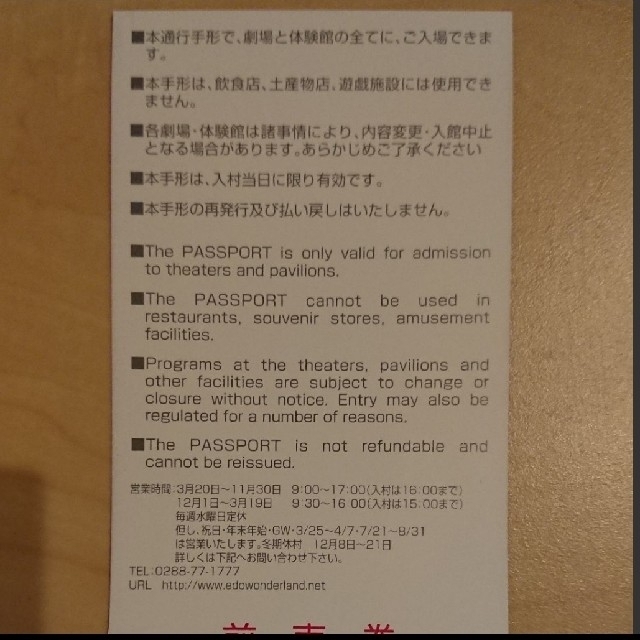 ■本通行手形で、劇場と体験館の全てに、ご入場できま
す。
■本手形は、飲食店、土産物店、遊戯施設には使用でき
ません。
■各劇場・体験館は諸事情により、内容変更・入館中止
となる場合があります。あらかじめご了承ください
■本手形は、入村当日に限り有効です。
■本手形の再発行及び払い戻しはいたしません。
■The PASSPORT is only valid for admission
to theaters and pavilions.
■The PASSPORT cannot be used in
restaurants, souvenir stores, amusement
facilities.
■Programs at the theaters, pavilions and
other facilities are subject to change or
closure without notice. Entry may also be
regulated for a number of reasons.
■The PASSPORT is not refundable and
cannot be reissued.
営業時間:3月20日〜11月30日 9:00〜17:00(入村は16:00まで)
12月1日〜3月19日 9:30〜16:00(入村は15:00まで)
毎週水曜日定休
但し、祝日・年末年始・GW・3/25〜4/7・7/21〜8/31
は営業いたします。冬期休村 12月8日〜21日
詳しくは下記へお問い合わせ下さい。
TEL:0288-77-1777
URL http://www.edowonderland.net
前売券